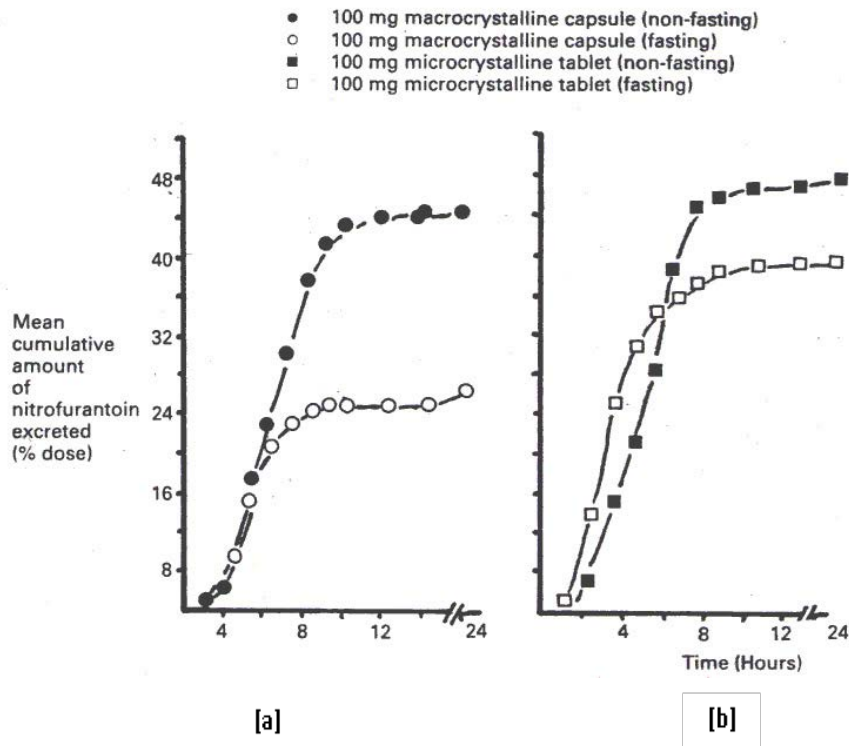 100 mg macrocrystalline capsule (non-fasting)
100 mg macrocrystalline capsule (fasting)
100 mg microcrystalline tablet (non-fasting)
100 mg microcrystalline tablet (fasting)
48
40
32
24
16
8
Mean
cumulative
amount
of
nitrofurantoin
excreted
(% dose)
4 8 12 24
4 8 12 24
Time (Hours)
[a]
[b]